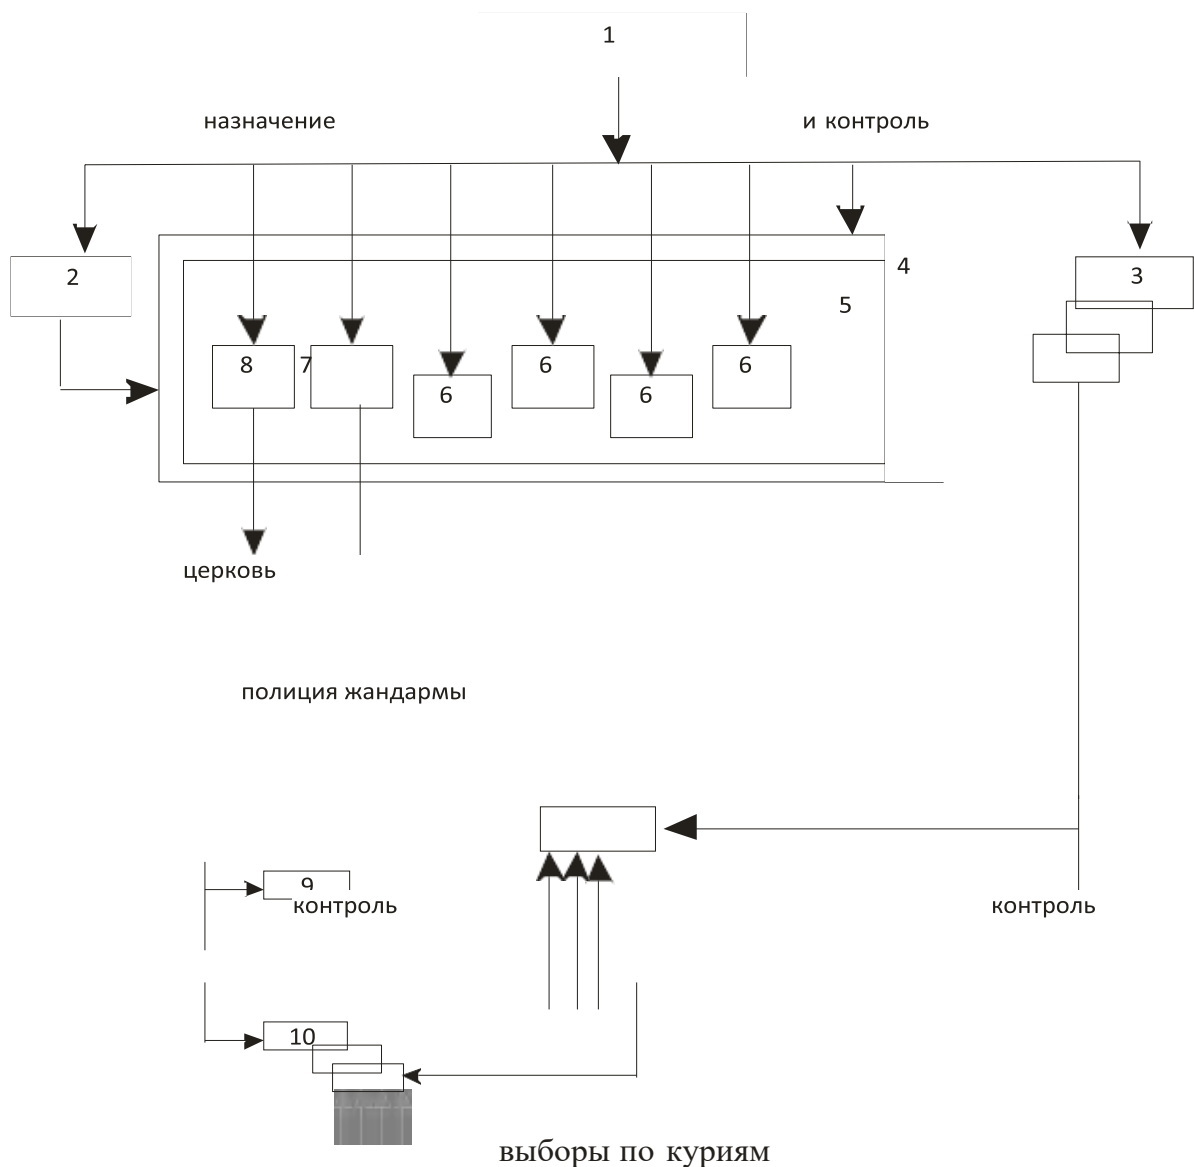 1
назначение и контроль
2
4
3
5
8 7 6 6
6 6
церковь
полиция жандармы
9
контроль контроль
10
выборы по куриям